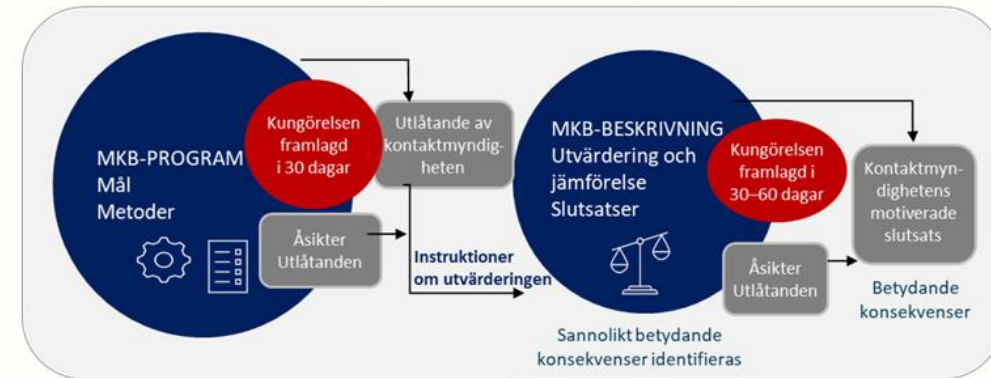 MKB-PROGRAM
Mål
Metoder
Kungörelsen
framlagd
i 30 dagar
Utlåtande av
kontaktmyndig-
heten
Åsikter
Utlåtanden
Instruktioner
om utvärderingen
MKB-BESKRIVNING
Utvärdering och
jämförelse
Slutsatser
Kungörelsen
framlagd i
30–60 dagar
Kontaktmyn-
dighetens
motiverade
slutsats
Åsikter
Utlåtanden
Betydande
konsekvenser
Sannolikt betydande
konsekvenser identifieras